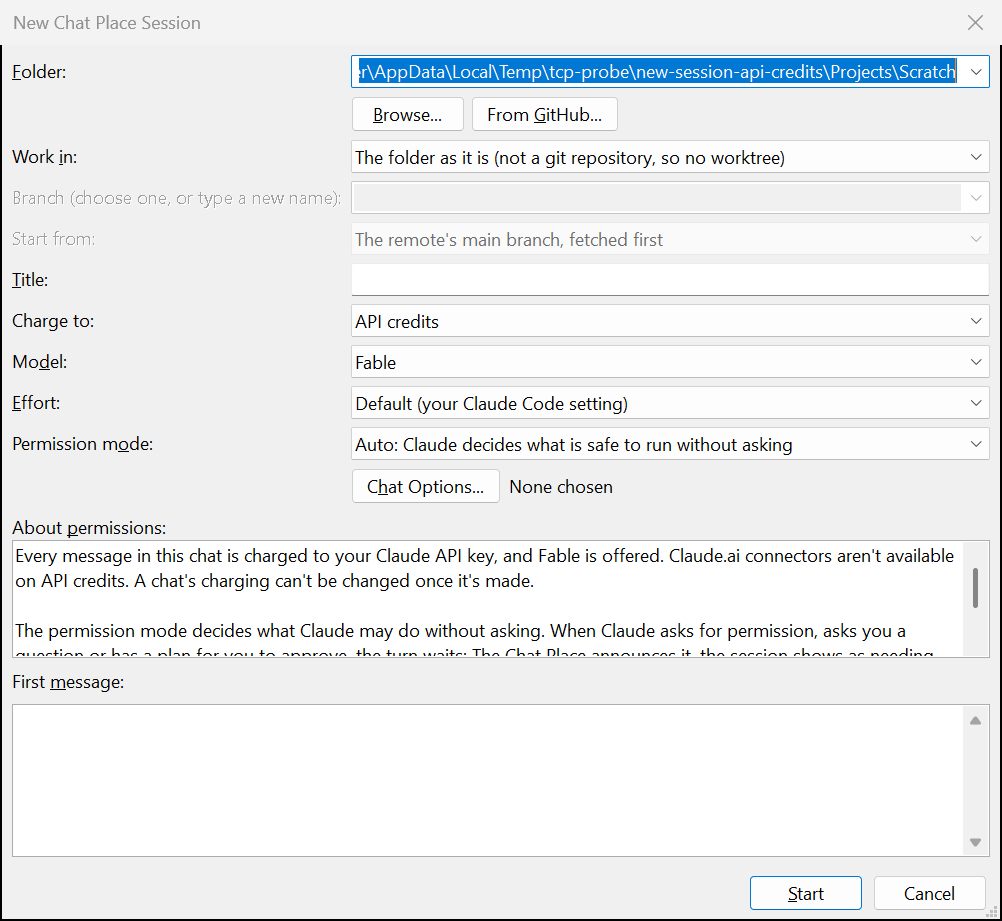 New Chat Place Session
Folder:
r\AppData\Local\Temp\tcp-probe\new-session-api-credits\Projects\Scratch
Browse...
From GitHub...
Work in:
The folder as it is (not a git repository, so no worktree)
Branch (choose one, or type a new name):
Start from:
The remote's main branch, fetched first
Title:
Charge to:
API credits
Model:
Fable
Effort:
Default (your Claude Code setting)
Permission mode:
Auto: Claude decides what is safe to run without asking
Chat Options...
None chosen
About permissions:
Every message in this chat is charged to your Claude API key, and Fable is offered. Claude.ai connectors aren't available
on API credits. A chat's charging can't be changed once it's made.
The permission mode decides what Claude may do without asking. When Claude asks for permission, asks you a
question or has a plan for you to approve, the turn waits: The Chat Place announces it, the session shows as needing
First message:
Start
Cancel